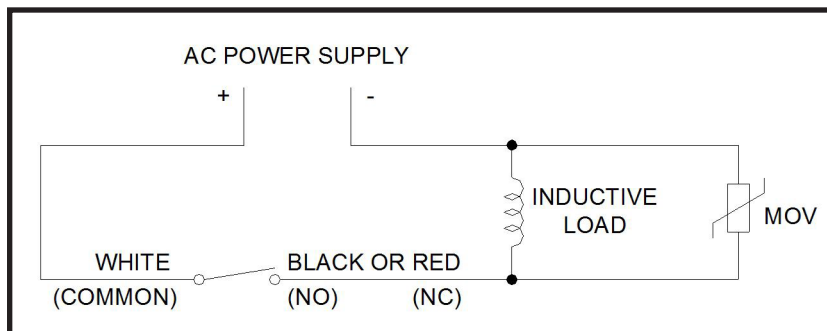 AC POWER SUPPLY
+ -
INDUCTIVE
LOAD
MOV
WHITE
(COMMON)
BLACK OR RED
(NO) (NC)